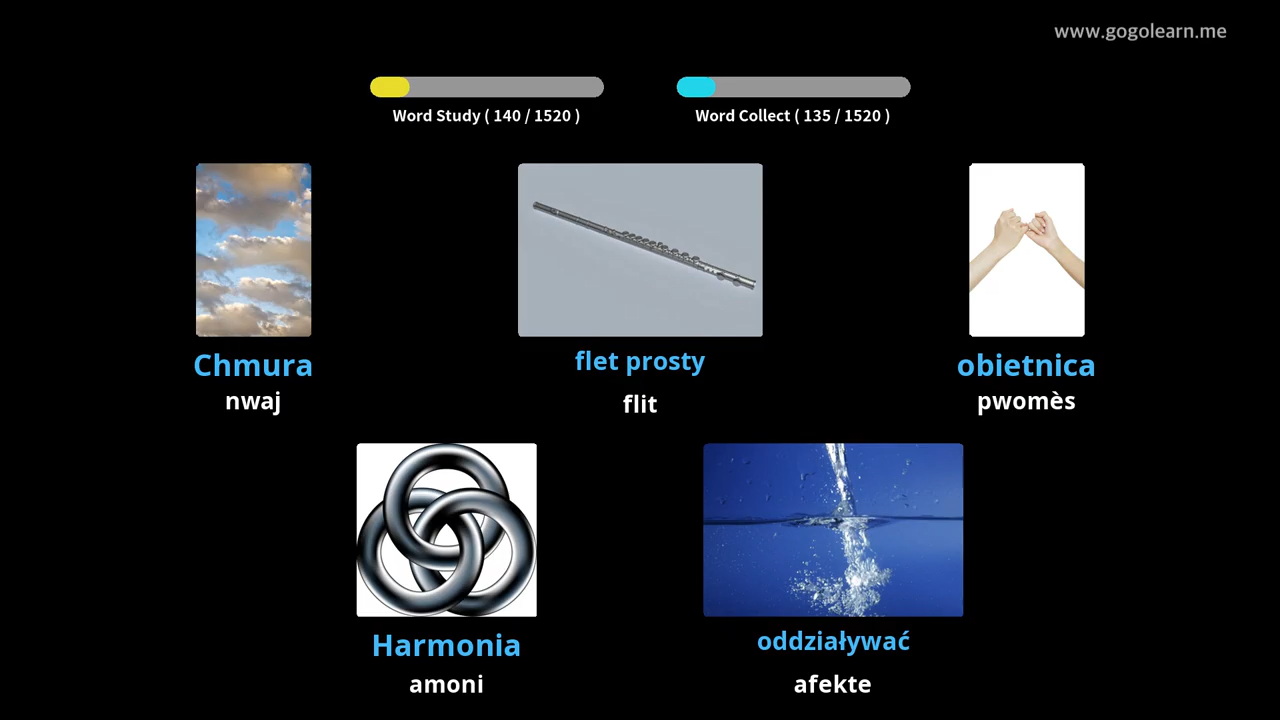 www.gogolearn.me
Word Study ( 140 / 1520 )
Word Collect ( 135 / 1520 )
Chmura
nwaj
flet prosty
flit
obietnica
pwomès
Harmonia
amoni
oddziaływać
afekte